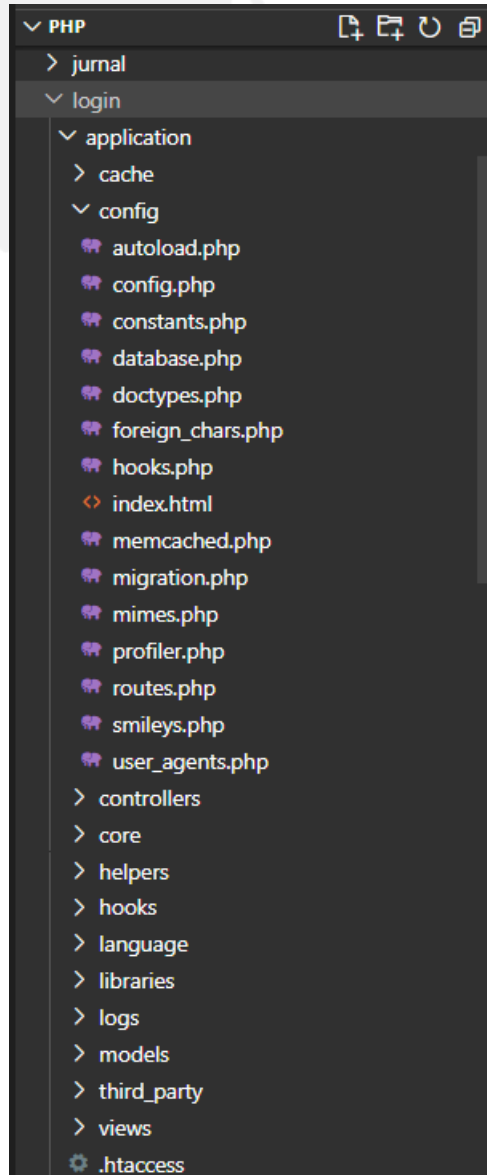 PHP
jurnal
login
application
cache
config
autoload.php
config.php
constants.php
database.php
doctypes.php
foreign_chars.php
hooks.php
index.html
memcached.php
migration.php
mimes.php
profiler.php
routes.php
smileys.php
user_agents.php
controllers
core
helpers
hooks
language
libraries
logs
models
third_party
views
.htaccess